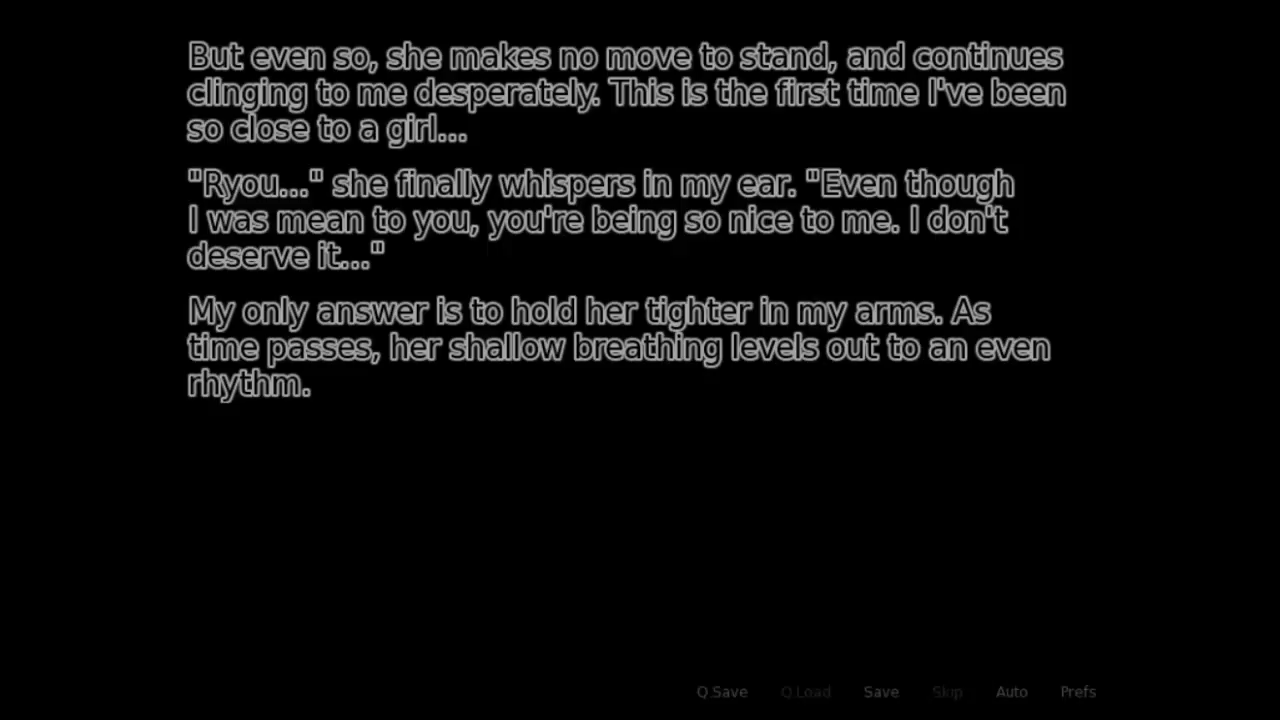 But even so, she makes no move to stand, and continues
clinging to me desperately. This is the first time I've been
so close to a girl...
"Ryou..." she finally whispers in my ear. "Even though
I was mean to you, you're being so nice to me. I don't
deserve it..."
My only answer is to hold her tighter in my arms. As
time passes, her shallow breathing levels out to an even
rhythm.
Q.Save Q.Load Save Skip Auto Prefs